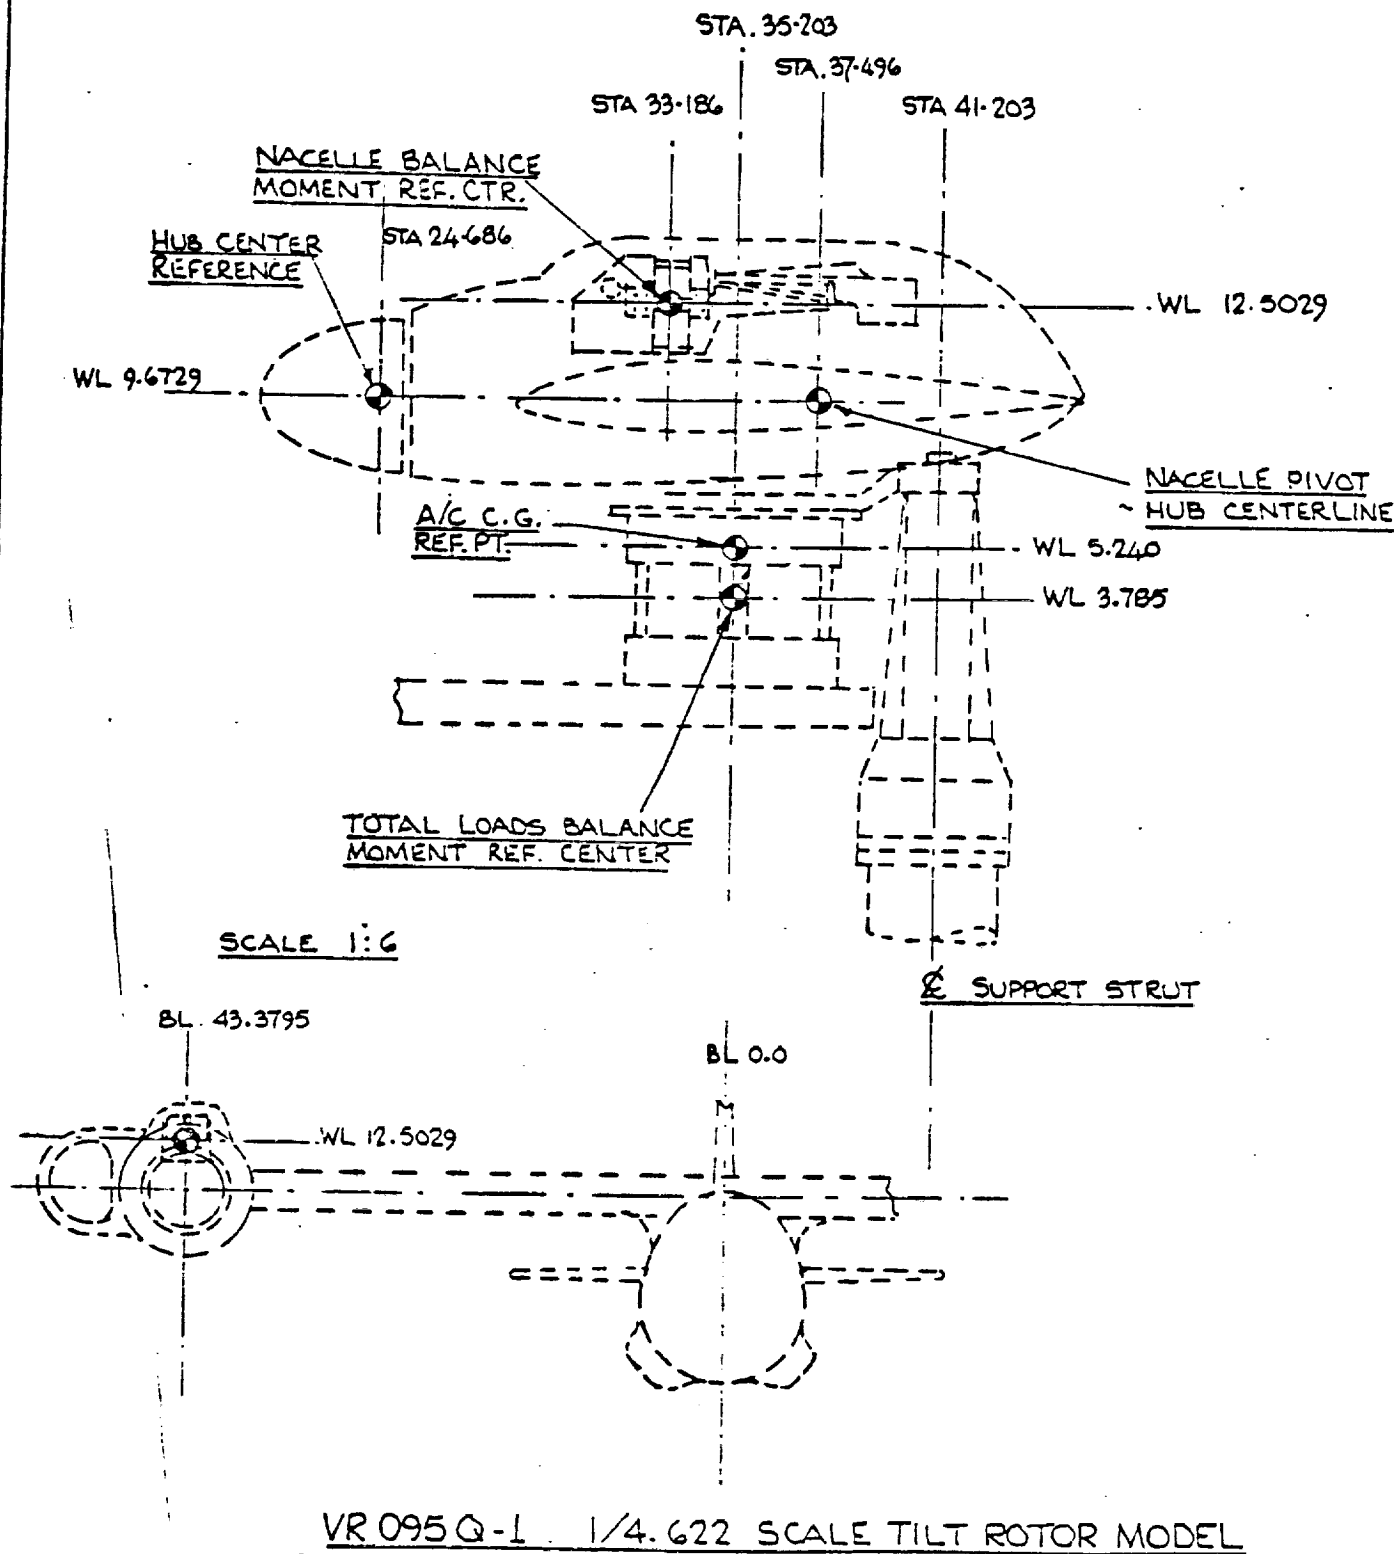 STA. 35.203
STA. 37.496
STA 33.186
STA 41.203
NACELLE BALANCE
MOMENT REF. CTR.
HUB CENTER
REFERENCE
STA 24.686
WL 12.5029
WL 9.6729
NACELLE PIVOT
~ HUB CENTERLINE
A/C C.G.
REF. PT.
WL 5.240
WL 3.785
TOTAL LOADS BALANCE
MOMENT REF. CENTER
SCALE 1:6
℄ SUPPORT STRUT
BL 43.3795
BL 0.0
WL 12.5029
VR 095 Q-1 1/4.622 SCALE TILT ROTOR MODEL